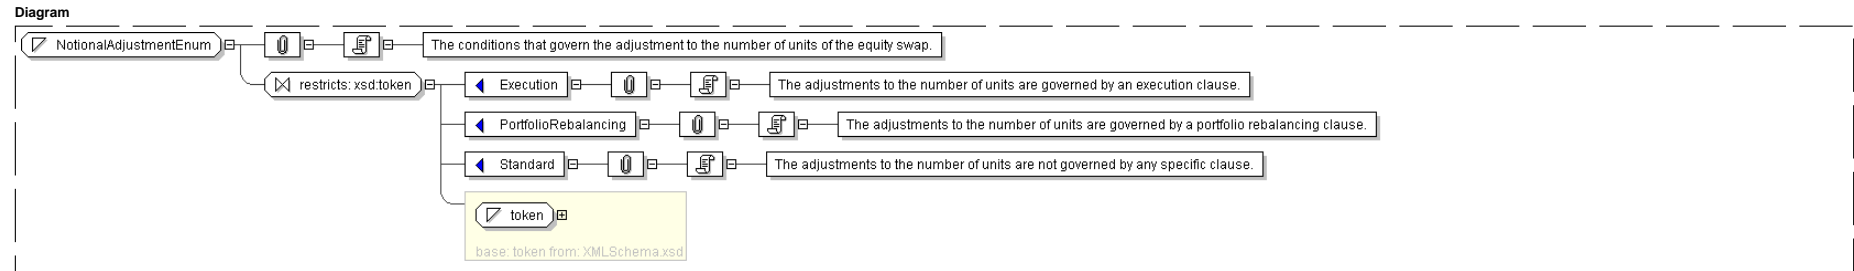 Diagram
NotionalAdjustmentEnum The conditions that govern the adjustment to the number of units of the equity swap.
restricts: xsd:token Execution The adjustments to the number of units are governed by an execution clause.
PortfolioRebalancing The adjustments to the number of units are governed by a portfolio rebalancing clause.
Standard The adjustments to the number of units are not governed by any specific clause.
token
base: token from: XMLSchema.xsd